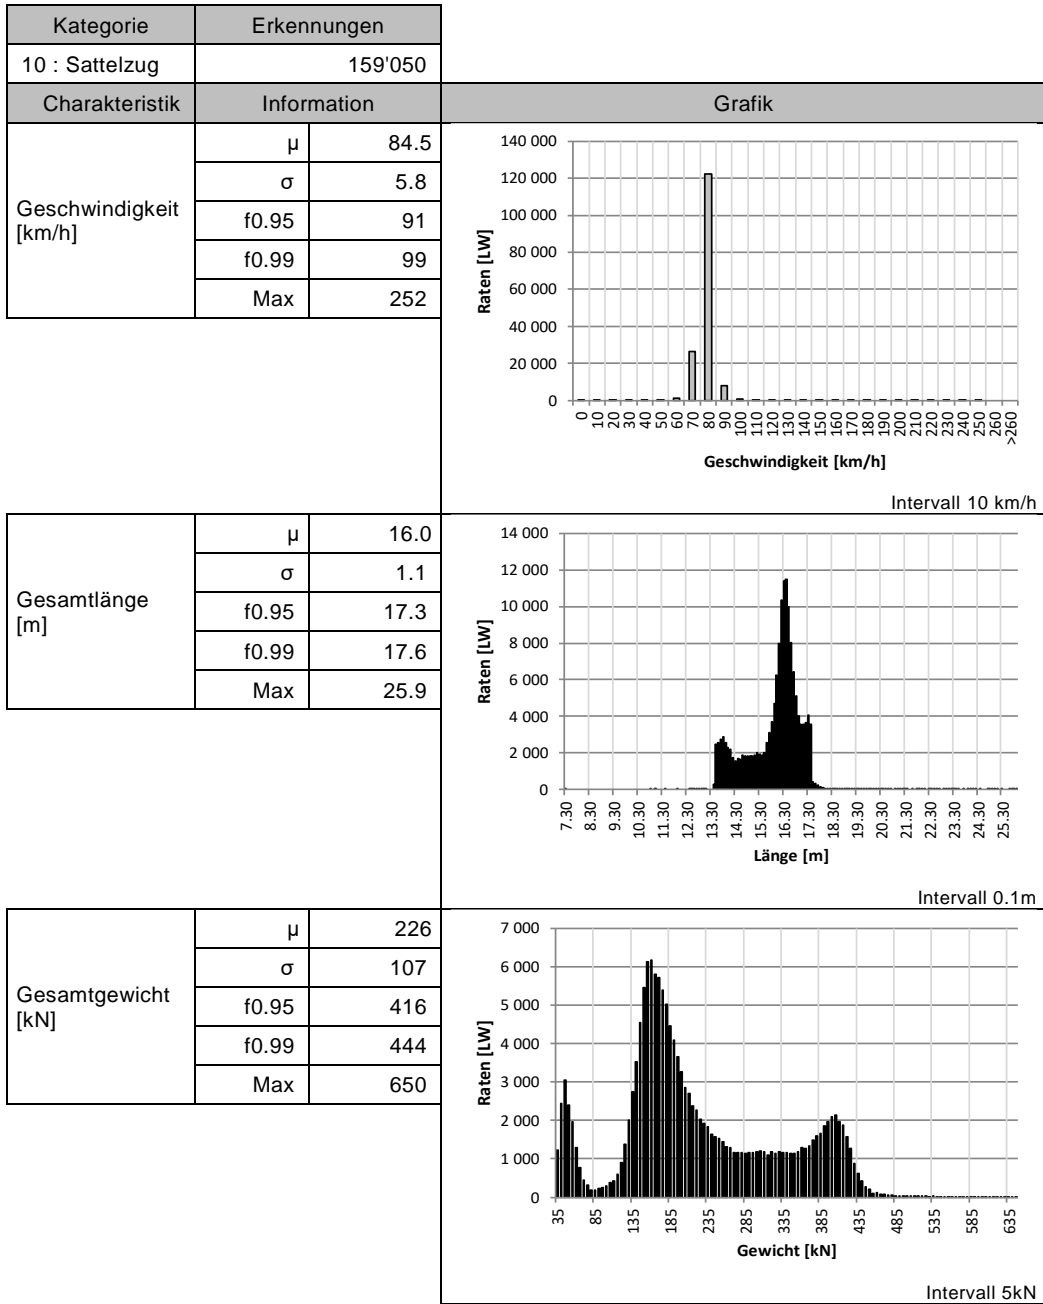 Kategorie Erkennungen
10 : Sattelzug 159'050
Charakteristik Information Grafik
Geschwindigkeit [km/h]
µ 84.5
σ 5.8
f0.95 91
f0.99 99
Max 252
140 000
120 000
100 000
80 000
60 000
40 000
20 000
0
Raten [LW]
0 10 20 30 40 50 60 70 80 90 100 110 120 130 140 150 160 170 180 190 200 210 220 230 240 250 260 >260
Geschwindigkeit [km/h]
Intervall 10 km/h
Gesamtlänge
[m]
µ 16.0
σ 1.1
f0.95 17.3
f0.99 17.6
Max 25.9
14 000
12 000
10 000
8 000
6 000
4 000
2 000
0
Raten [LW]
7.30 8.30 9.30 10.30 11.30 12.30 13.30 14.30 15.30 16.30 17.30 18.30 19.30 20.30 21.30 22.30 23.30 24.30 25.30
Länge [m]
Intervall 0.1m
Gesamtgewicht
[kN]
µ 226
σ 107
f0.95 416
f0.99 444
Max 650
7 000
6 000
5 000
4 000
3 000
2 000
1 000
0
Raten [LW]
35 85 135 185 235 285 335 385 435 485 535 585 635
Gewicht [kN]
Intervall 5kN